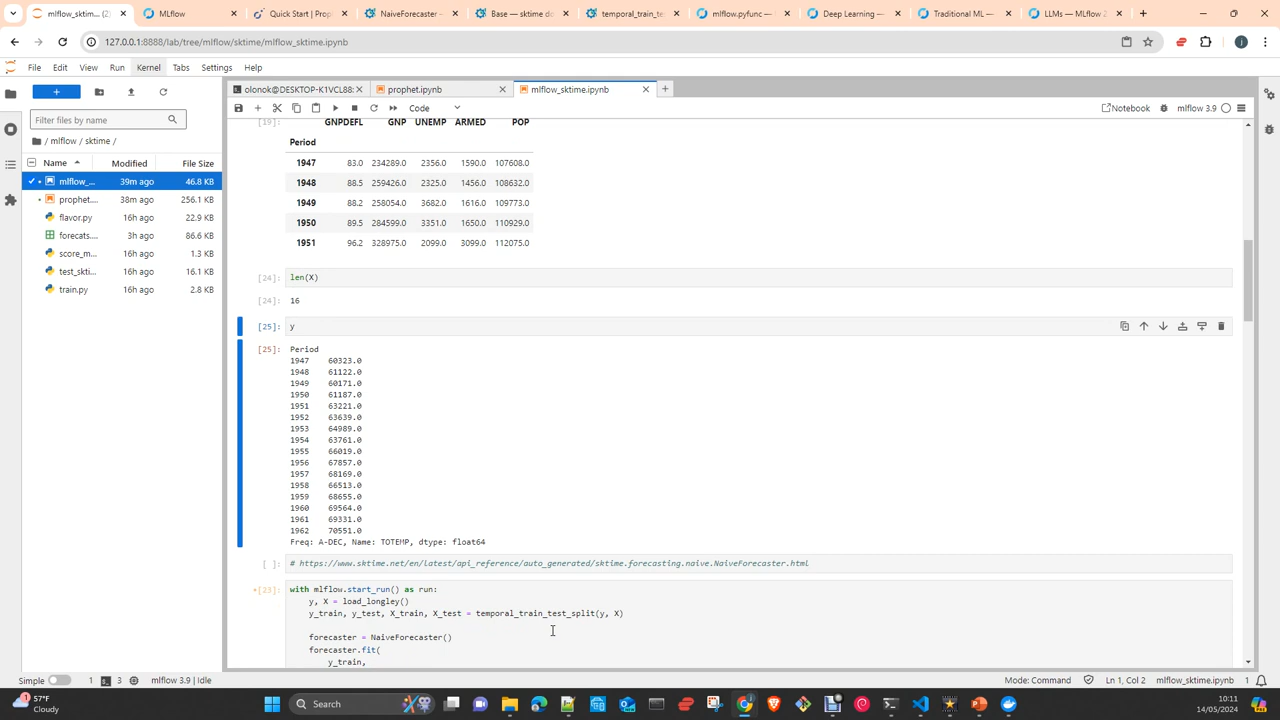 mlflow_sktime... (2)
MLflow
Quick Start | Prop
NaiveForecaster
Base — sktime do
temporal_train_te
mlflow.pyfunc —
Deep Learning —
Traditional ML —
LLMs — MLflow 2
127.0.0.1:8888/lab/tree/mlflow/sktime/mlflow_sktime.ipynb
File Edit View Run Kernel Tabs Settings Help
olonok@DESKTOP-K1VCL88:
prophet.ipynb
mlflow_sktime.ipynb
Code
Notebook
mlflow 3.9
Filter files by name
/ mlflow / sktime /
Name Modified File Size
mlflow_... 39m ago 46.8 KB
prophet.... 38m ago 256.1 KB
flavor.py 16h ago 22.9 KB
forecats.... 3h ago 86.6 KB
score_m... 16h ago 1.3 KB
test_skti... 16h ago 16.1 KB
train.py 16h ago 2.8 KB
[19]: GNPDEFL GNP UNEMP ARMED POP
Period
1947 83.0 234289.0 2356.0 1590.0 107608.0
1948 88.5 259426.0 2325.0 1456.0 108632.0
1949 88.2 258054.0 3682.0 1616.0 109773.0
1950 89.5 284599.0 3351.0 1650.0 110929.0
1951 96.2 328975.0 2099.0 3099.0 112075.0
[24]: len(X)
[24]: 16
[25]: y
[25]: Period
1947 60323.0
1948 61122.0
1949 60171.0
1950 61187.0
1951 63221.0
1952 63639.0
1953 64989.0
1954 63761.0
1955 66019.0
1956 67857.0
1957 68169.0
1958 66513.0
1959 68655.0
1960 69564.0
1961 69331.0
1962 70551.0
Freq: A-DEC, Name: TOTEMP, dtype: float64
[ ]: # https://www.sktime.net/en/latest/api_reference/auto_generated/sktime.forecasting.naive.NaiveForecaster.html
[23]: with mlflow.start_run() as run:
y, X = load_longley()
y_train, y_test, X_train, X_test = temporal_train_test_split(y, X)
forecaster = NaiveForecaster()
forecaster.fit(
y_train,
Simple 1 3 mlflow 3.9 | Idle
Mode: Command Ln 1, Col 2 mlflow_sktime.ipynb 1
57°F
Cloudy
Search
10:11
14/05/2024